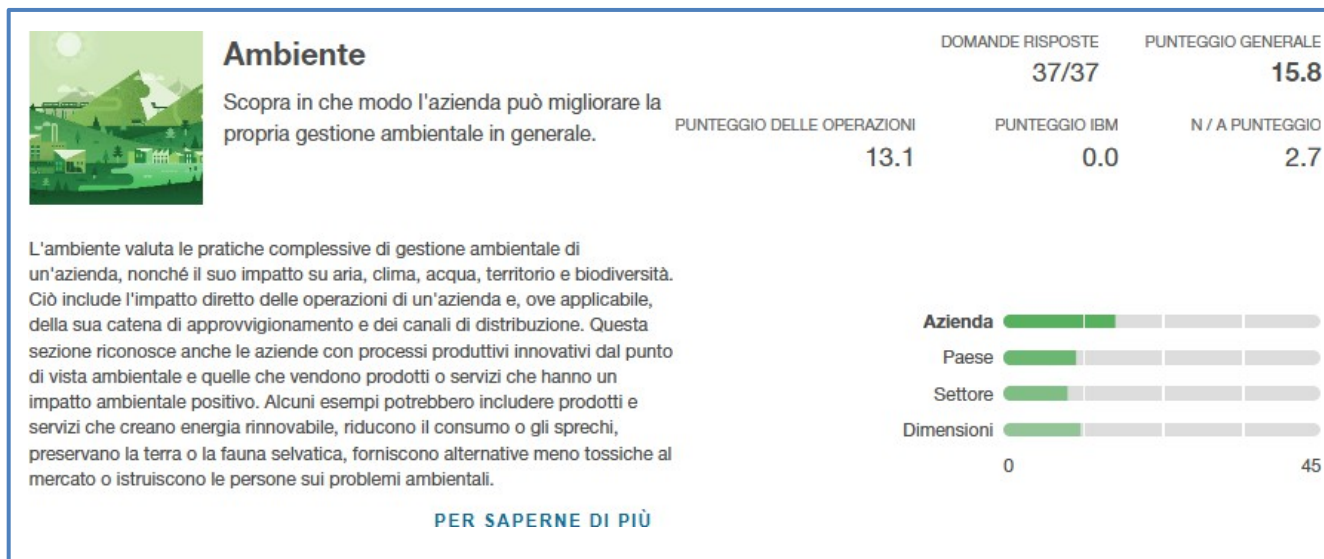 Ambiente
Scopra in che modo l'azienda può migliorare la
propria gestione ambientale in generale.
DOMANDE RISPOSTE
37/37
PUNTEGGIO GENERALE
15.8
PUNTEGGIO DELLE OPERAZIONI
13.1
PUNTEGGIO IBM
0.0
N / A PUNTEGGIO
2.7
L'ambiente valuta le pratiche complessive di gestione ambientale di
un'azienda, nonché il suo impatto su aria, clima, acqua, territorio e biodiversità.
Ciò include l'impatto diretto delle operazioni di un'azienda e, ove applicabile,
della sua catena di approvvigionamento e dei canali di distribuzione. Questa
sezione riconosce anche le aziende con processi produttivi innovativi dal punto
di vista ambientale e quelle che vendono prodotti o servizi che hanno un
impatto ambientale positivo. Alcuni esempi potrebbero includere prodotti e
servizi che creano energia rinnovabile, riducono il consumo o gli sprechi,
preservano la terra o la fauna selvatica, forniscono alternative meno tossiche al
mercato o istruiscono le persone sui problemi ambientali.
PER SAPERNE DI PIÙ
Azienda
Paese
Settore
Dimensioni
0 45